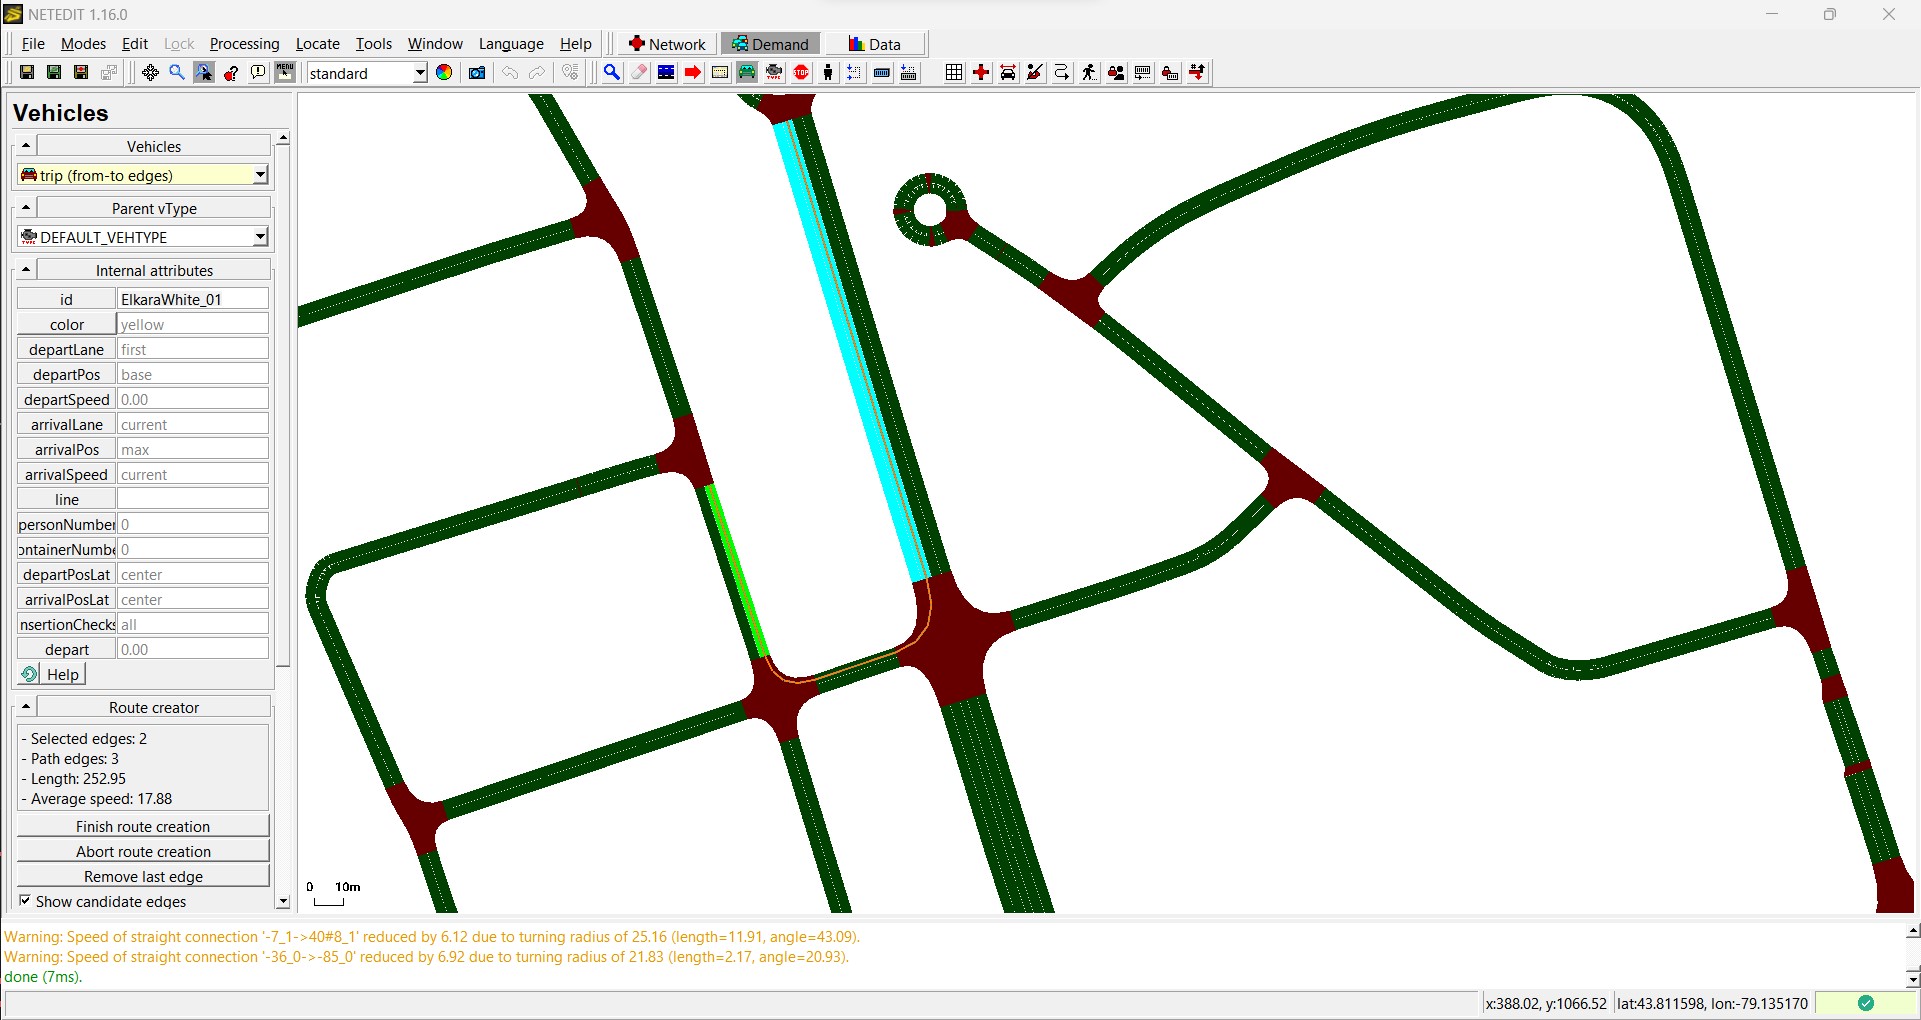 NETEDIT 1.16.0
File Modes Edit Lock Processing Locate Tools Window Language Help Network Demand Data
MENU standard TYPE STOP
Vehicles
Vehicles
trip (from-to edges)
Parent vType
TYPE DEFAULT_VEHTYPE
Internal attributes
id ElkaraWhite_01
color yellow
departLane first
departPos base
departSpeed 0.00
arrivalLane current
arrivalPos max
arrivalSpeed current
line
personNumber 0
ontainerNumbe 0
departPosLat center
arrivalPosLat center
nsertionChecks all
depart 0.00
Help
Route creator
- Selected edges: 2
- Path edges: 3
- Length: 252.95
- Average speed: 17.88
Finish route creation
Abort route creation
Remove last edge
Show candidate edges
0 10m
Warning: Speed of straight connection '-7_1->40#8_1' reduced by 6.12 due to turning radius of 25.16 (length=11.91, angle=43.09).
Warning: Speed of straight connection '-36_0->-85_0' reduced by 6.92 due to turning radius of 21.83 (length=2.17, angle=20.93).
done (7ms).
x:388.02, y:1066.52 lat:43.811598, lon:-79.135170